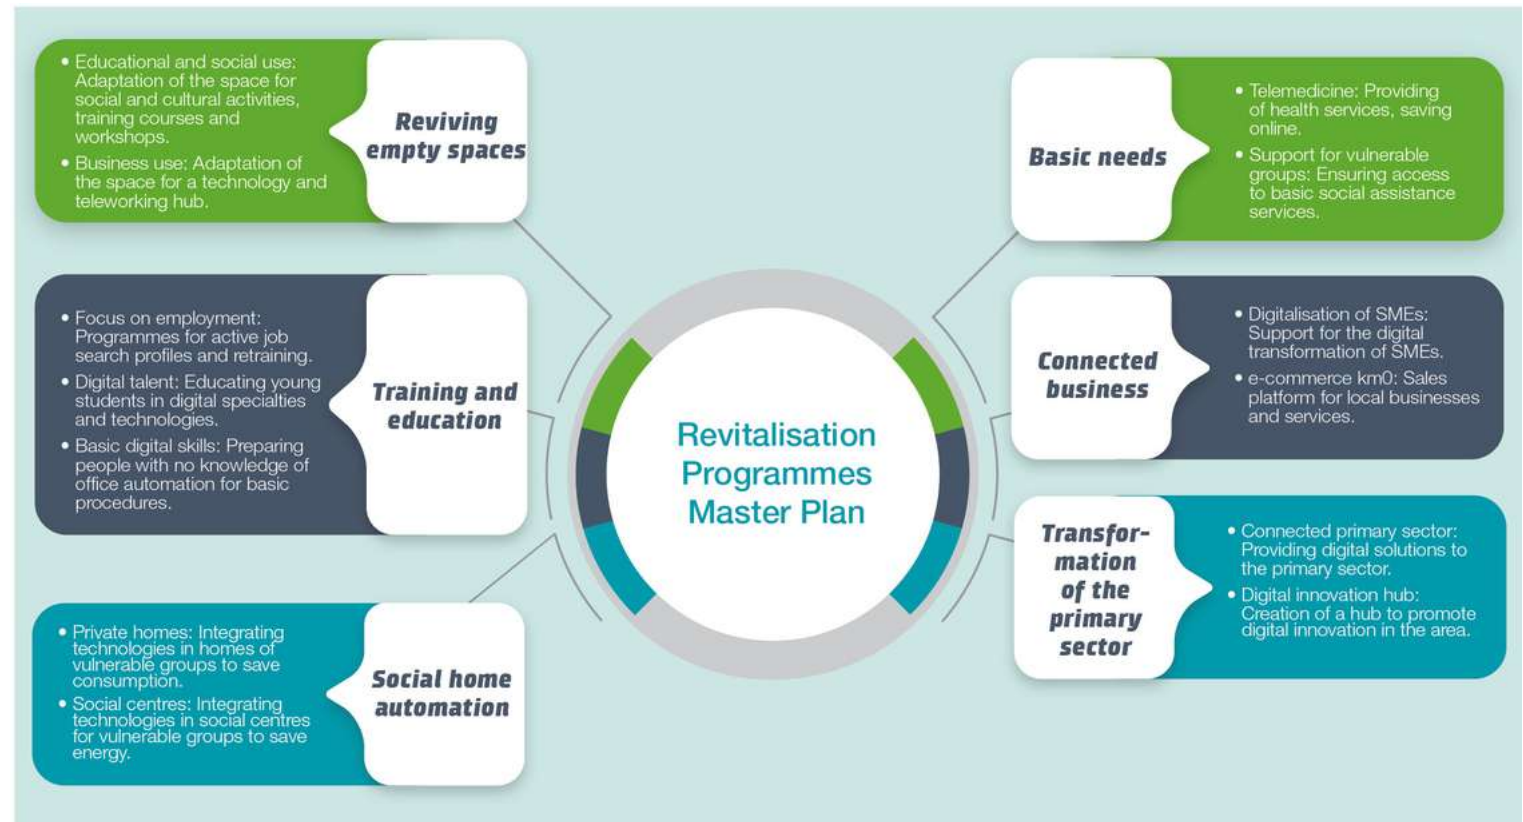 • Educational and social use:
Adaptation of the space for
social and cultural activities,
training courses and
workshops.
• Business use: Adaptation of
the space for a technology and
teleworking hub.
Reviving
empty spaces
• Focus on employment:
Programmes for active job
search profiles and retraining.
• Digital talent: Educating young
students in digital specialties
and technologies.
• Basic digital skills: Preparing
people with no knowledge of
office automation for basic
procedures.
Training and
education
• Private homes: Integrating
technologies in homes of
vulnerable groups to save
consumption.
• Social centres: Integrating
technologies in social centres
for vulnerable groups to save
energy.
Social home
automation
Revitalisation
Programmes
Master Plan
Basic needs
• Telemedicine: Providing
of health services, saving
online.
• Support for vulnerable
groups: Ensuring access
to basic social assistance
services.
Connected
business
• Digitalisation of SMEs:
Support for the digital
transformation of SMEs.
• e-commerce km0: Sales
platform for local businesses
and services.
Transfor-
mation
of the
primary
sector
• Connected primary sector:
Providing digital solutions to
the primary sector.
• Digital innovation hub:
Creation of a hub to promote
digital innovation in the area.